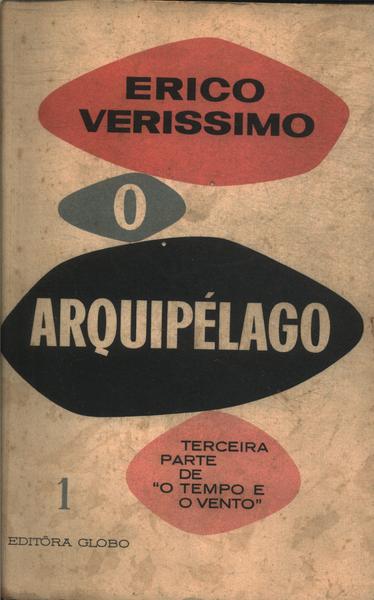 ERICO
VERISSIMO
O
ARQUIPÉLAGO
TERCEIRA
PARTE
DE
"O TEMPO E
O VENTO"
1
EDITÔRA GLOBO